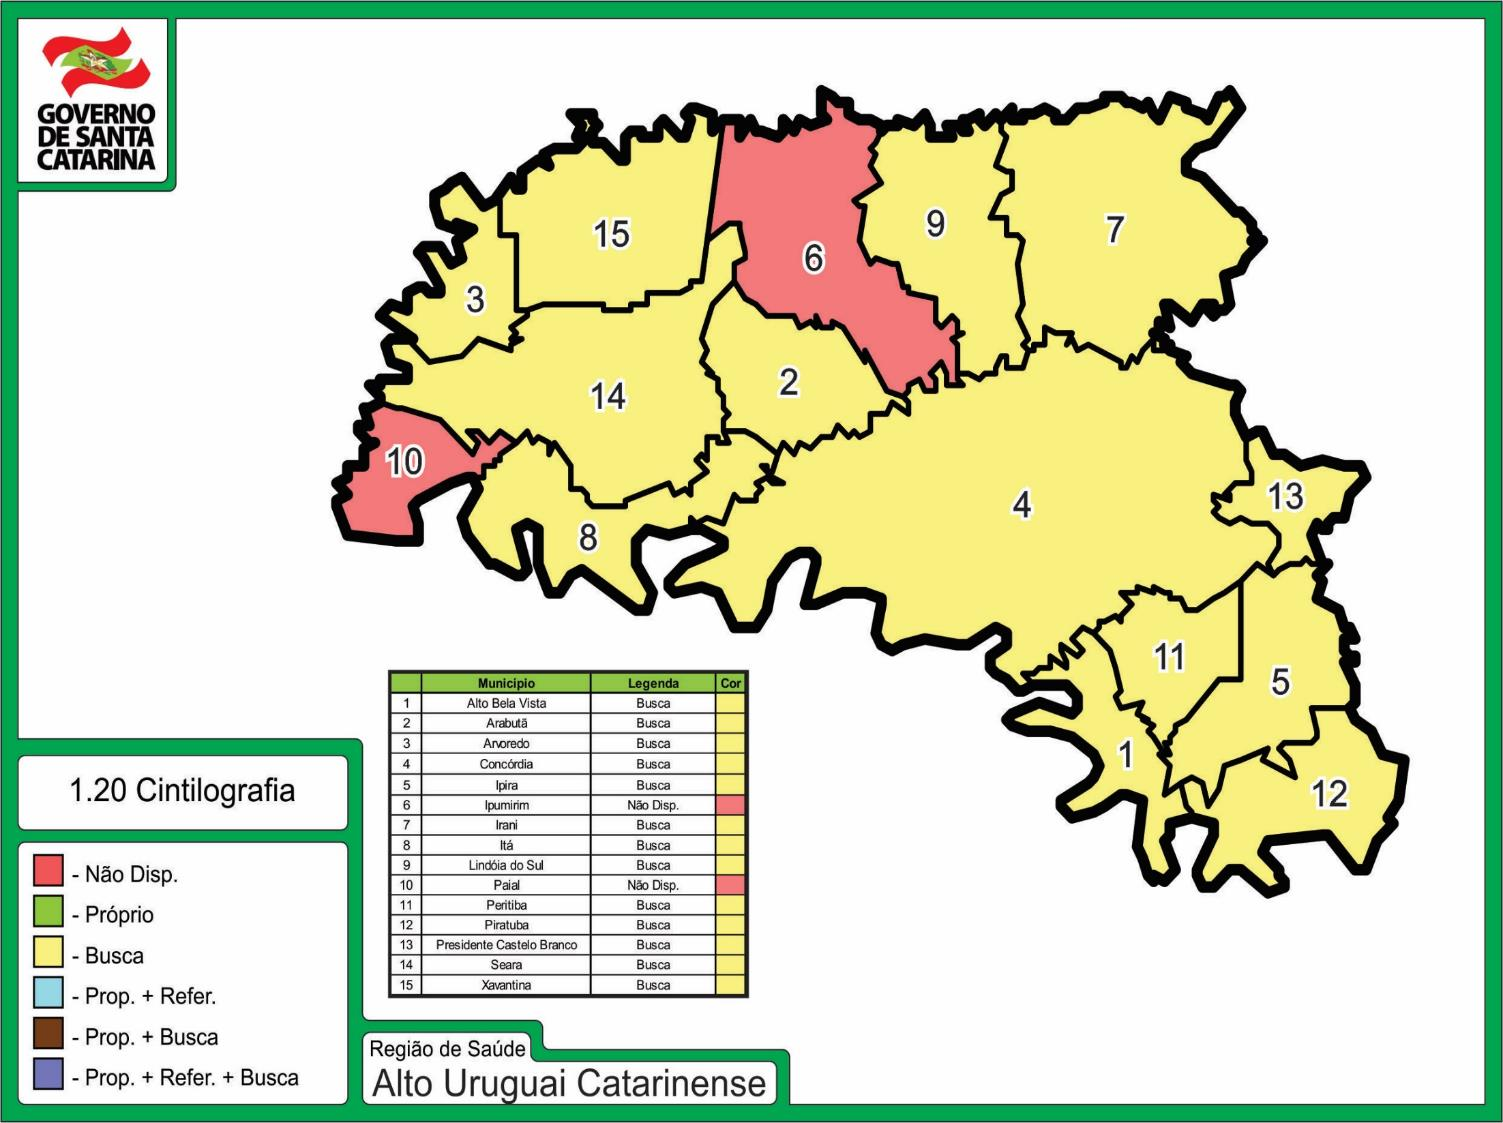 GOVERNO
DE SANTA
CATARINA
15
6
9
7
3
14
2
10
8
4
13
11
5
1
12
Municipio Legenda Cor
1 Alto Bela Vista Busca
2 Arabutã Busca
3 Arvoredo Busca
4 Concórdia Busca
5 Ipira Busca
6 Ipumirim Não Disp.
7 Irani Busca
8 Itá Busca
9 Lindóia do Sul Busca
10 Paial Não Disp.
11 Peritiba Busca
12 Piratuba Busca
13 Presidente Castelo Branco Busca
14 Seara Busca
15 Xavantina Busca
1.20 Cintilografia
- Não Disp.
- Próprio
- Busca
- Prop. + Refer.
- Prop. + Busca
- Prop. + Refer. + Busca
Região de Saúde
Alto Uruguai Catarinense